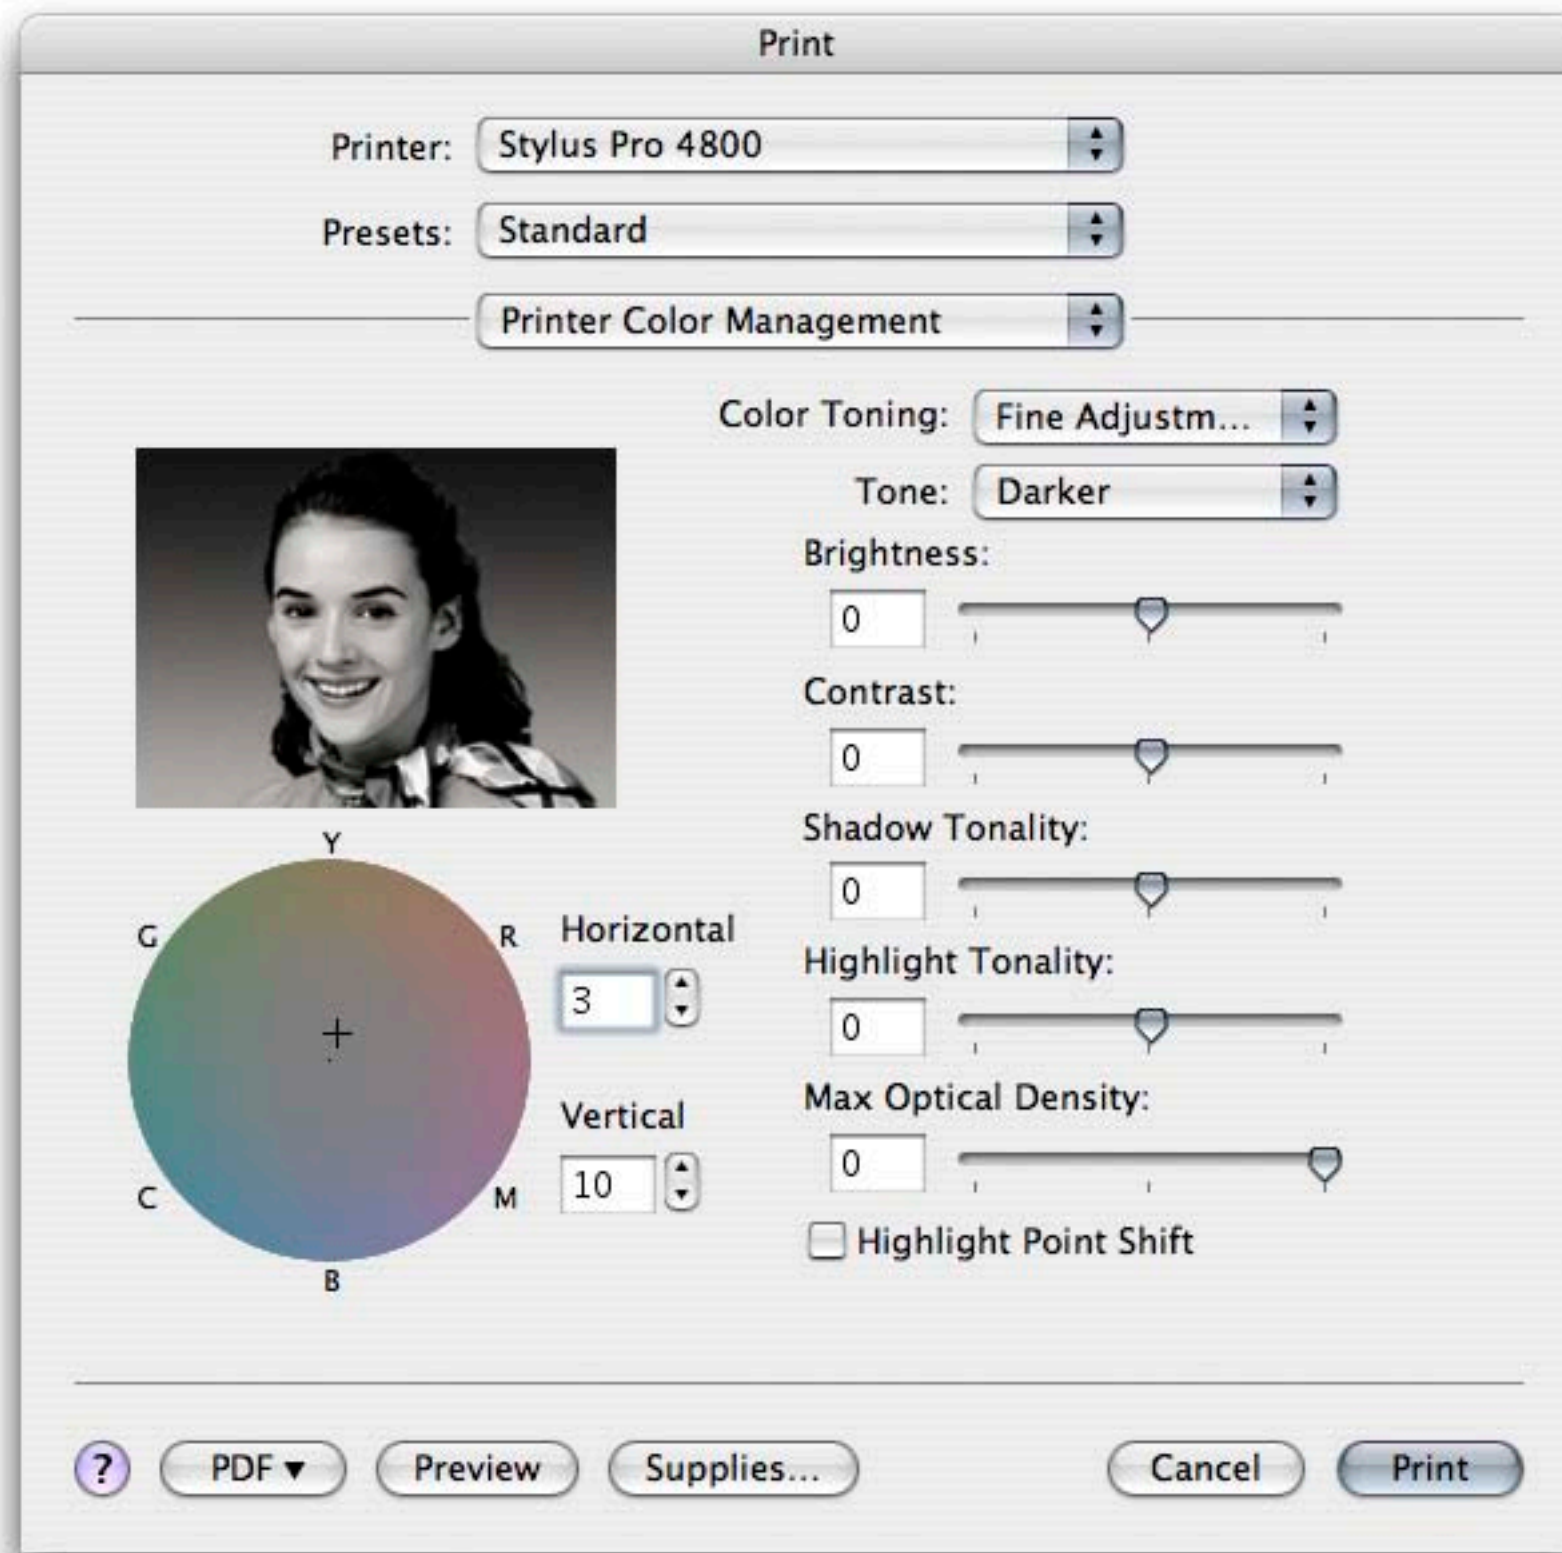 Print
Printer: Stylus Pro 4800
Presets: Standard
Printer Color Management
Color Toning: Fine Adjustm...
Tone: Darker
Brightness:
0
Contrast:
0
Shadow Tonality:
0
Highlight Tonality:
0
Max Optical Density:
0
Highlight Point Shift
Y
G R
C M
B
Horizontal
3
Vertical
10
? PDF▼ Preview Supplies... Cancel Print